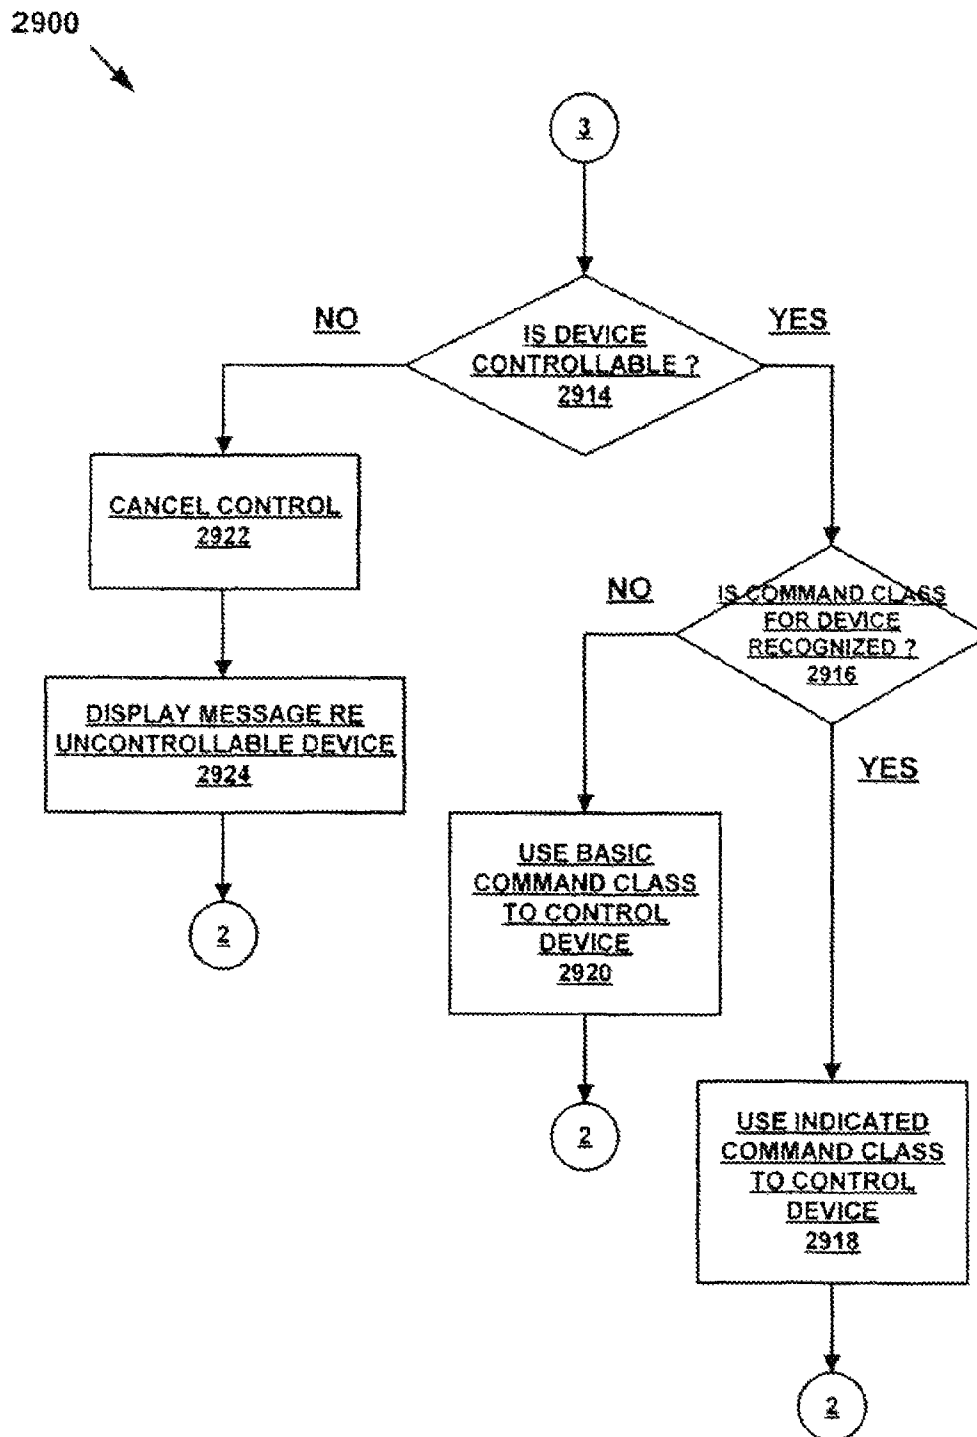 2900
3
NO
YES
IS DEVICE
CONTROLLABLE ?
2914
CANCEL CONTROL
2922
NO
IS COMMAND CLASS
FOR DEVICE
RECOGNIZED ?
2916
DISPLAY MESSAGE RE
UNCONTROLLABLE DEVICE
2924
YES
USE BASIC
COMMAND CLASS
TO CONTROL
DEVICE
2920
2
2
USE INDICATED
COMMAND CLASS
TO CONTROL
DEVICE
2918
2